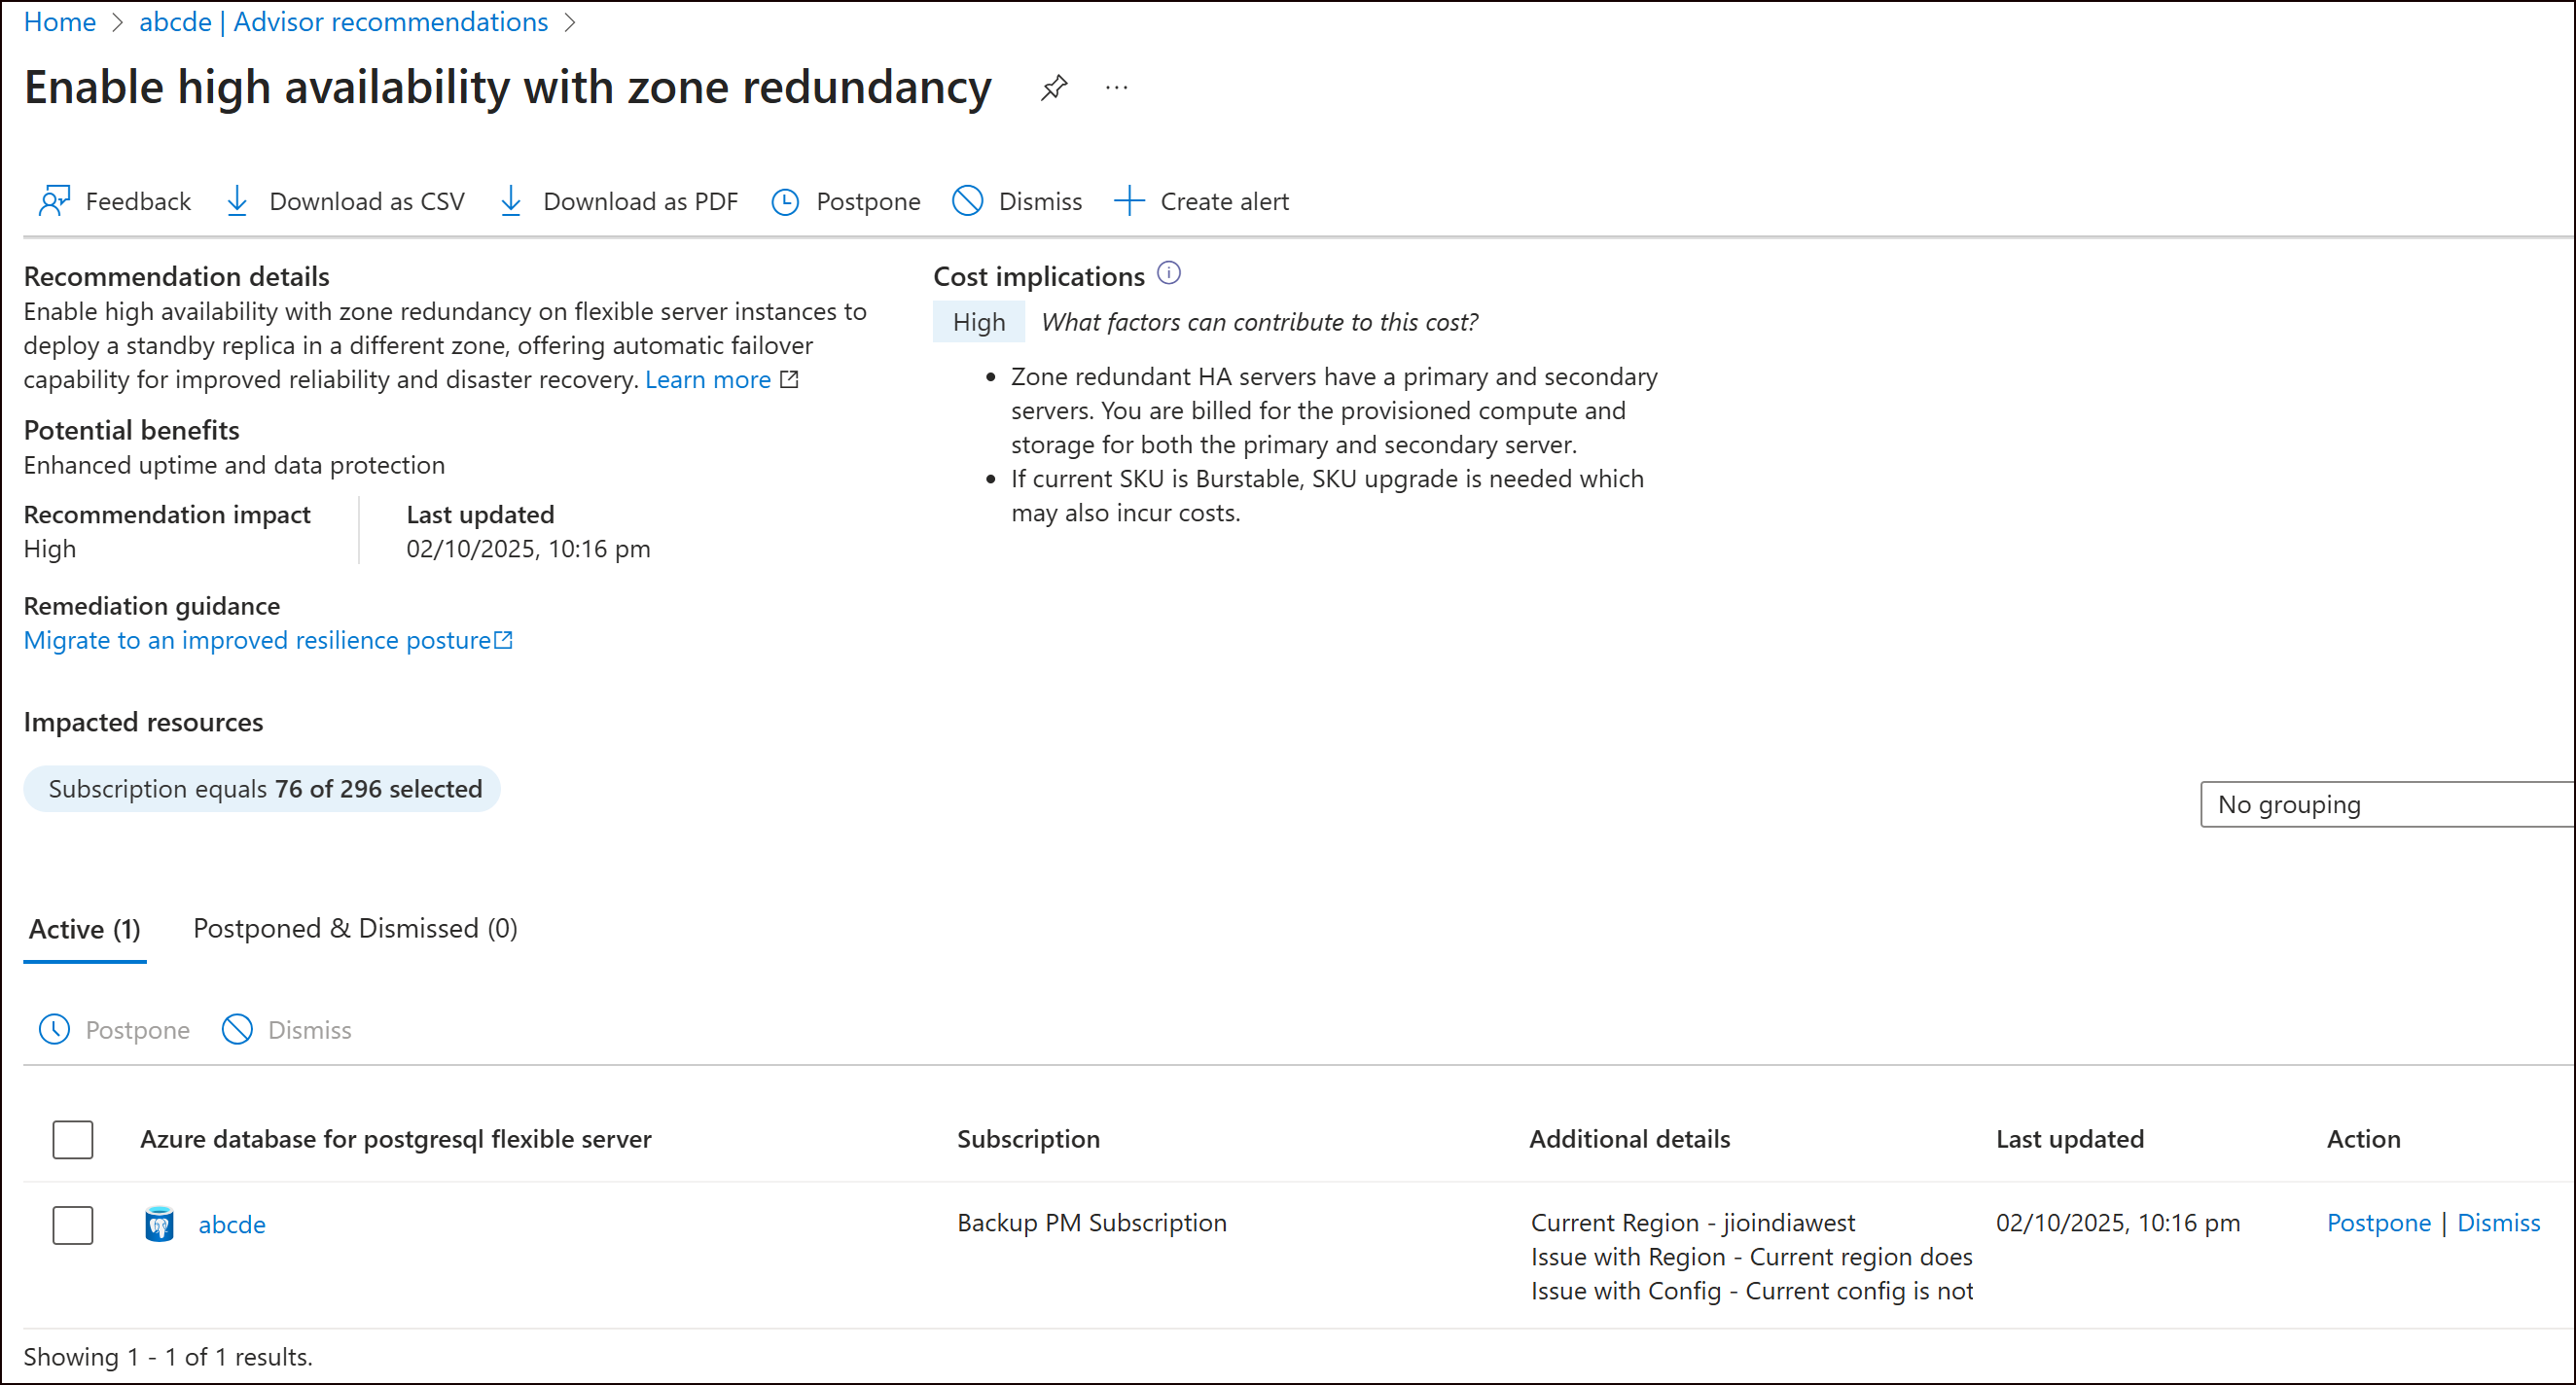 Home > abcde | Advisor recommendations >
Enable high availability with zone redundancy ...
Feedback Download as CSV Download as PDF Postpone Dismiss Create alert
Recommendation details
Enable high availability with zone redundancy on flexible server instances to
deploy a standby replica in a different zone, offering automatic failover
capability for improved reliability and disaster recovery. Learn more
Potential benefits
Enhanced uptime and data protection
Recommendation impact
High
Last updated
02/10/2025, 10:16 pm
Remediation guidance
Migrate to an improved resilience posture
Cost implications
High What factors can contribute to this cost?
• Zone redundant HA servers have a primary and secondary
servers. You are billed for the provisioned compute and
storage for both the primary and secondary server.
• If current SKU is Burstable, SKU upgrade is needed which
may also incur costs.
Impacted resources
Subscription equals 76 of 296 selected
No grouping
Active (1) Postponed & Dismissed (0)
Postpone Dismiss
Azure database for postgresql flexible server Subscription Additional details Last updated Action
abcde Backup PM Subscription Current Region - jioindiawest 02/10/2025, 10:16 pm Postpone | Dismiss
Issue with Region - Current region does
Issue with Config - Current config is not
Showing 1 - 1 of 1 results.